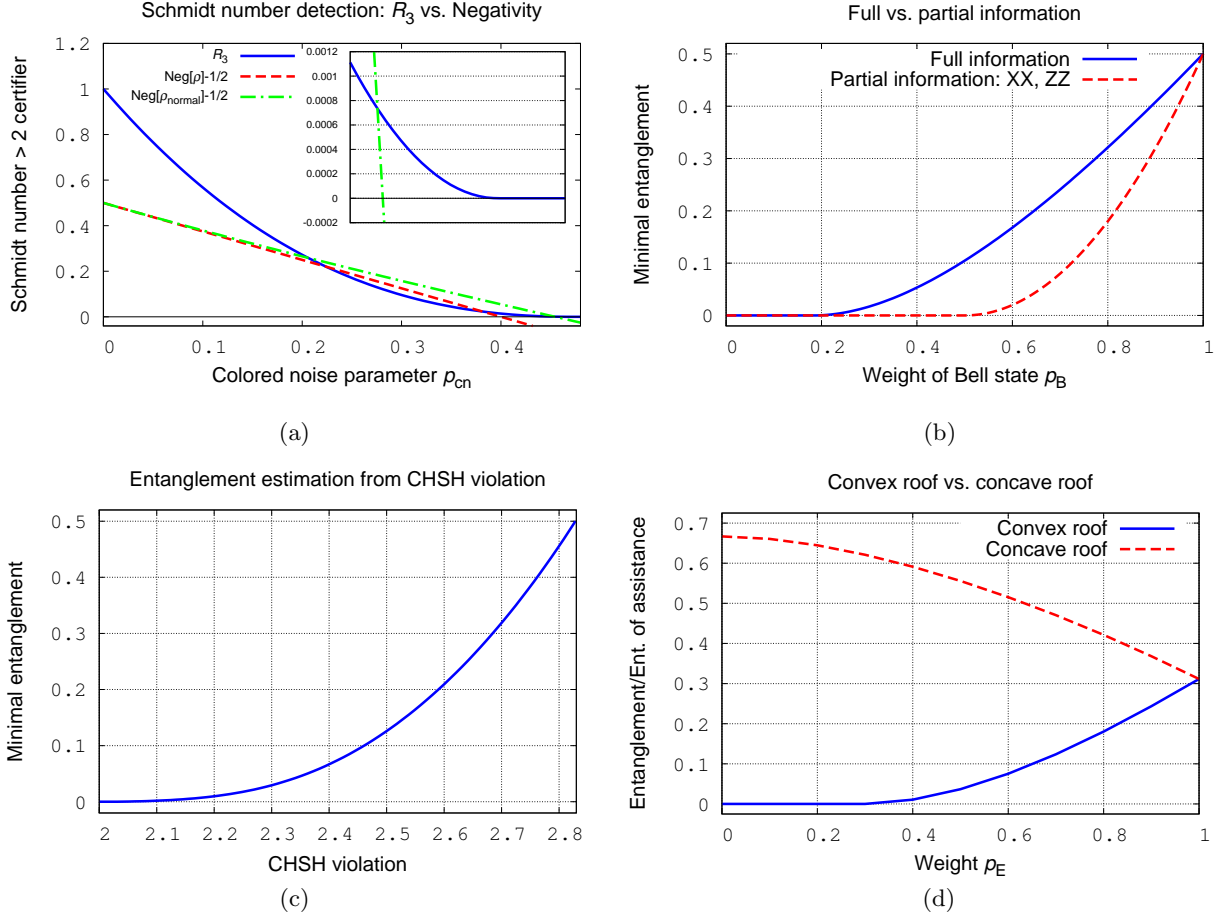 Schmidt number detection: R3 vs. Negativity
R3
Neg[ρ]-1/2
Neg[ρnormal]-1/2
Schmidt number > 2 certifier
1.2
1.0
0.8
0.6
0.4
0.2
0
0.0012
0.001
0.0008
0.0006
0.0004
0.0002
0
-0.0002
0 0.1 0.2 0.3 0.4
Colored noise parameter pcn
(a)
Full vs. partial information
Full information
Partial information: XX, ZZ
Minimal entanglement
0.5
0.4
0.3
0.2
0.1
0
0 0.2 0.4 0.6 0.8 1
Weight of Bell state pB
(b)
Entanglement estimation from CHSH violation
Minimal entanglement
0.5
0.4
0.3
0.2
0.1
0
2 2.1 2.2 2.3 2.4 2.5 2.6 2.7 2.8
CHSH violation
(c)
Convex roof vs. concave roof
Convex roof
Concave roof
Entanglement/Ent. of assistance
0.7
0.6
0.5
0.4
0.3
0.2
0.1
0
0 0.2 0.4 0.6 0.8 1
Weight pE
(d)